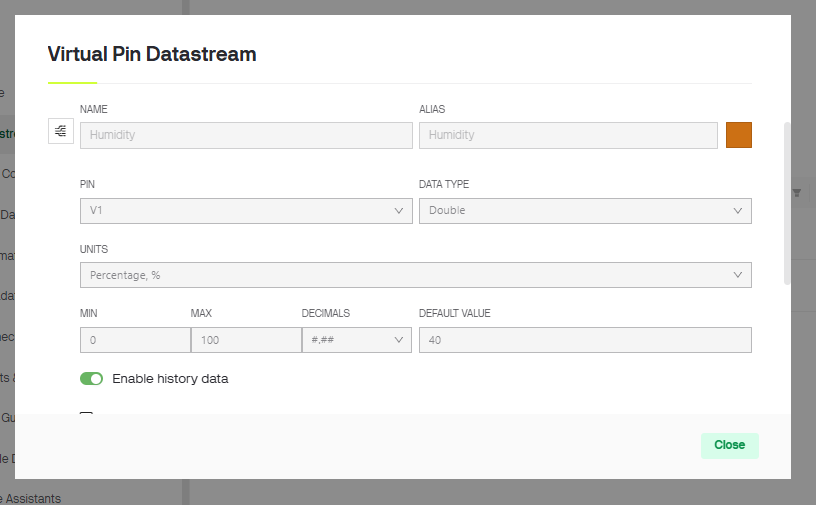 Virtual Pin Datastream
NAME
ALIAS
Humidity
Humidity
PIN
DATA TYPE
V1
Double
UNITS
Percentage, %
MIN
MAX
DECIMALS
DEFAULT VALUE
0
100
#.##
40
Enable history data
Close
Assistants